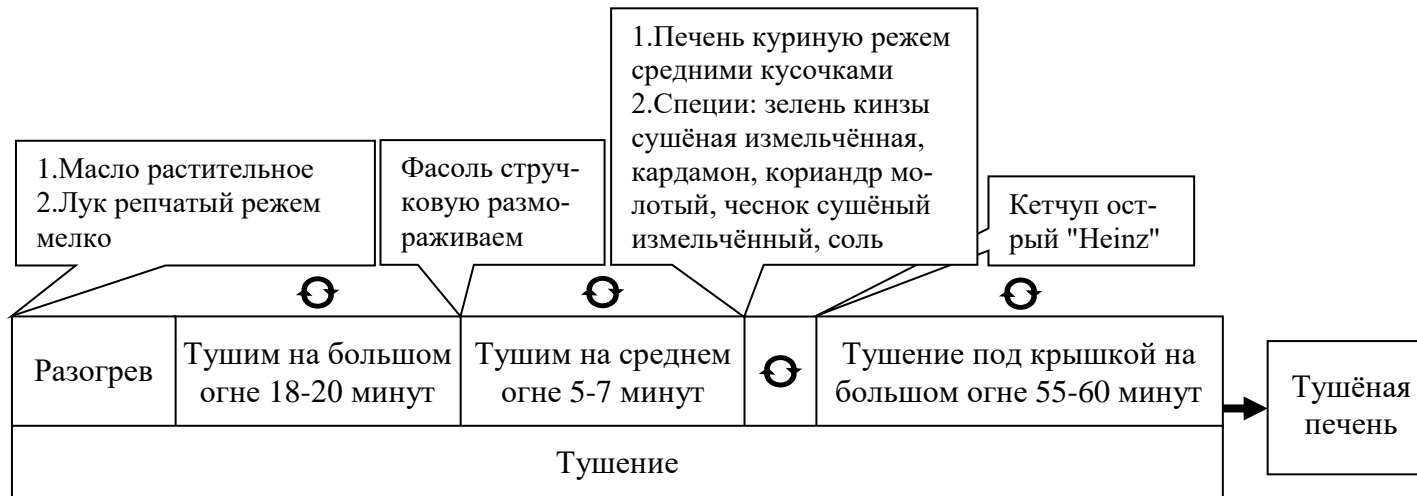 1.Масло растительное
2.Лук репчатый режем
мелко
Фасоль струч-
ковую размо-
раживаем
1.Печень куриную режем
средними кусочками
2.Специи: зелень кинзы
сушёная измельчённая,
кардамон, кориандр мо-
лотый, чеснок сушёный
измельчённый, соль
Кетчуп ост-
рый "Heinz"
Разогрев
Тушим на большом
огне 18-20 минут
Тушим на среднем
огне 5-7 минут
Тушение под крышкой на
большом огне 55-60 минут
Тушёная
печень
Тушение